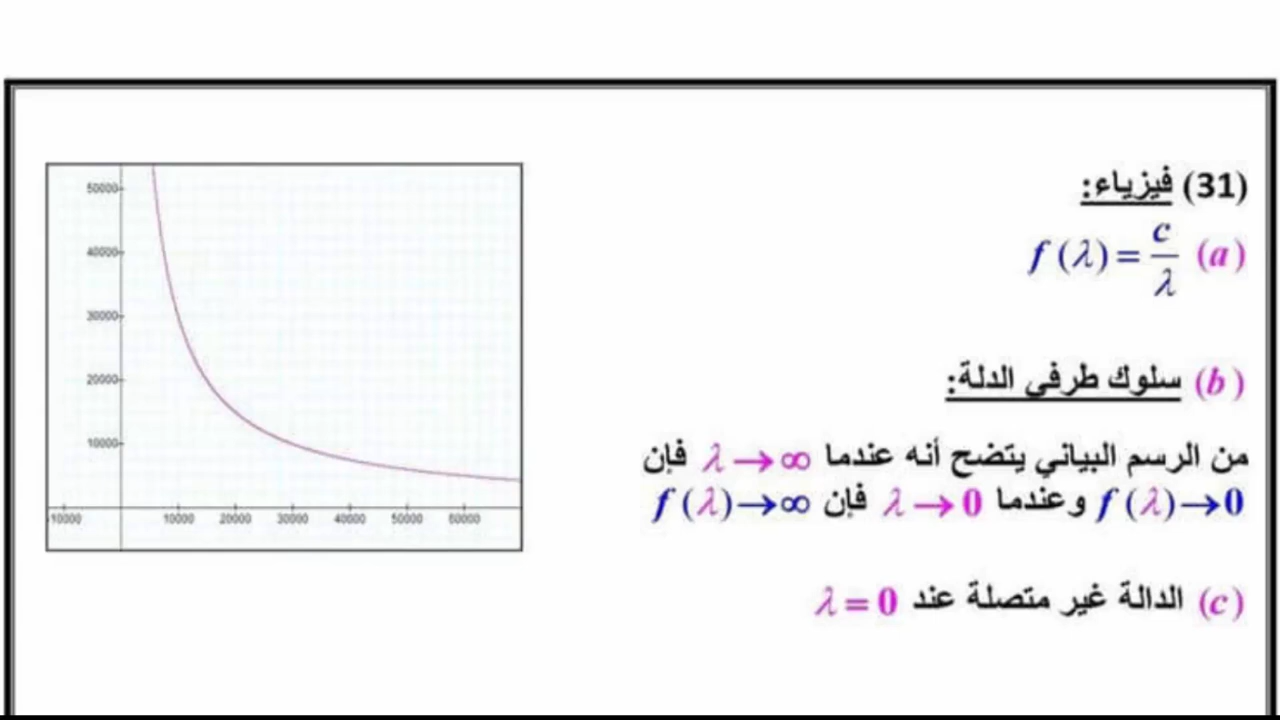 (31) فيزياء:
(a) f (λ) = c/λ
(b) سلوك طرفي الدلة:
من الرسم البياني يتضح أنه عندما λ → ∞ فإن
f (λ) → 0 وعندما λ → 0 فإن f (λ) → ∞
(c) الدالة غير متصلة عند λ = 0
50000
40000
30000
20000
10000
10000 10000 20000 30000 40000 50000 60000